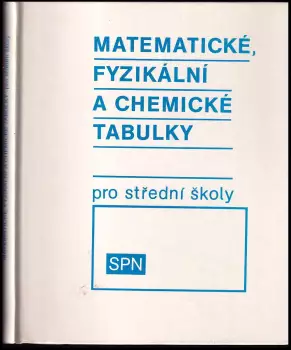 MATEMATICKÉ,
FYZIKÁLNÍ
A CHEMICKÉ
TABULKY
pro střední školy
SPN